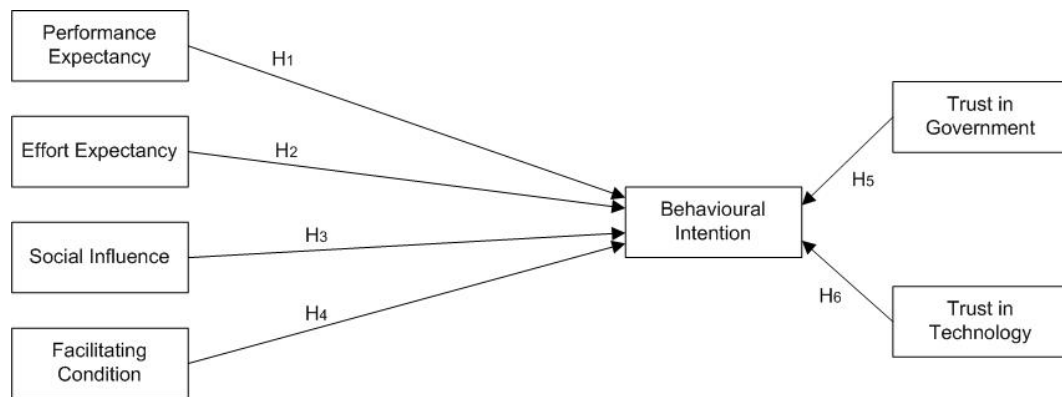 Performance
Expectancy
H1
Effort Expectancy
H2
Social Influence
H3
Facilitating
Condition
H4
Behavioural
Intention
Trust in
Government
H5
Trust in
Technology
H6